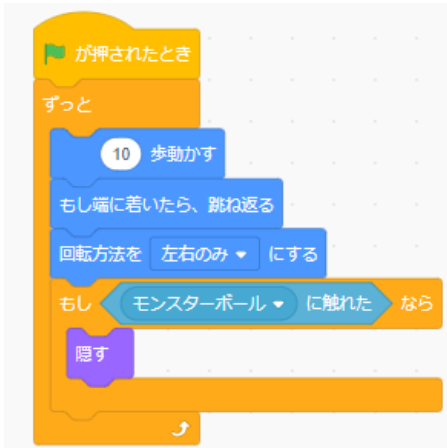 が押されたとき
ずっと
10 歩動かす
もし端に着いたら、跳ね返る
回転方法を 左右のみ にする
もし モンスターボール に触れた なら
隠す